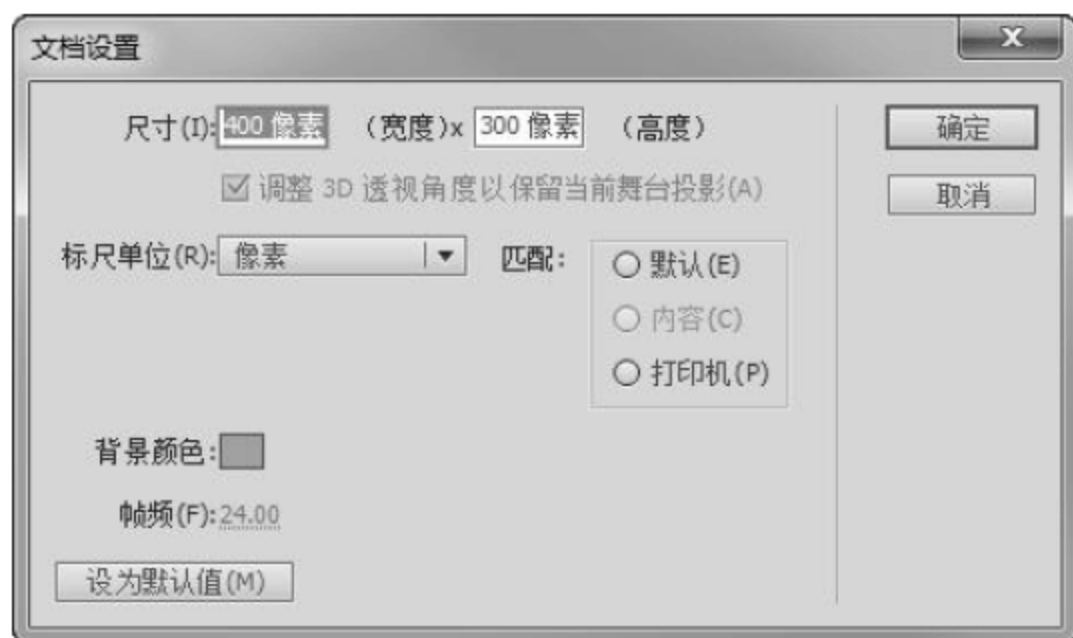 文档设置
尺寸(I): 400 像素 (宽度)x 300 像素 (高度)
确定
调整 3D 透视角度以保留当前舞台投影(A)
取消
标尺单位(R): 像素 匹配:
默认(E)
内容(C)
打印机(P)
背景颜色:
帧频(F): 24.00
设为默认值(M)